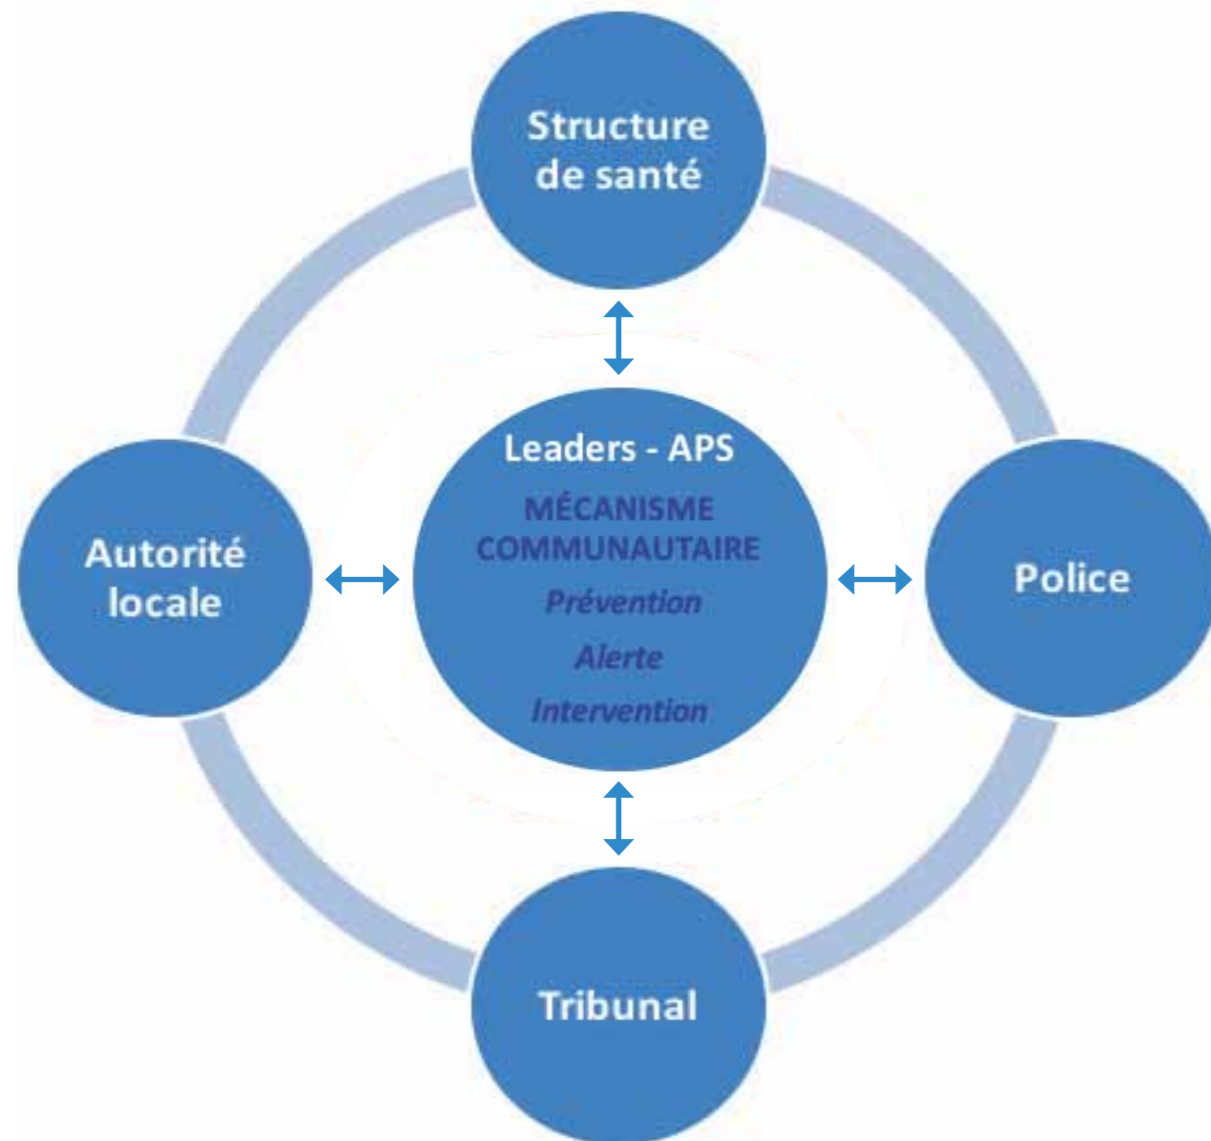 Structure
de santé
Leaders - APS
MÉCANISME
COMMUNAUTAIRE
Prévention
Alerte
Intervention
Autorité
locale
Police
Tribunal